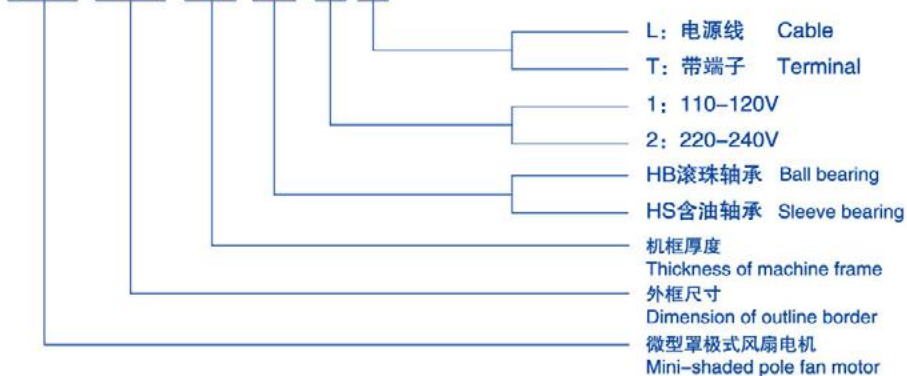 L: 电源线 Cable
T: 带端子 Terminal
1: 110-120V
2: 220-240V
HB滚珠轴承 Ball bearing
HS含油轴承 Sleeve bearing
机框厚度
Thickness of machine frame
外框尺寸
Dimension of outline border
微型罩极式风扇电机
Mini-shaded pole fan motor